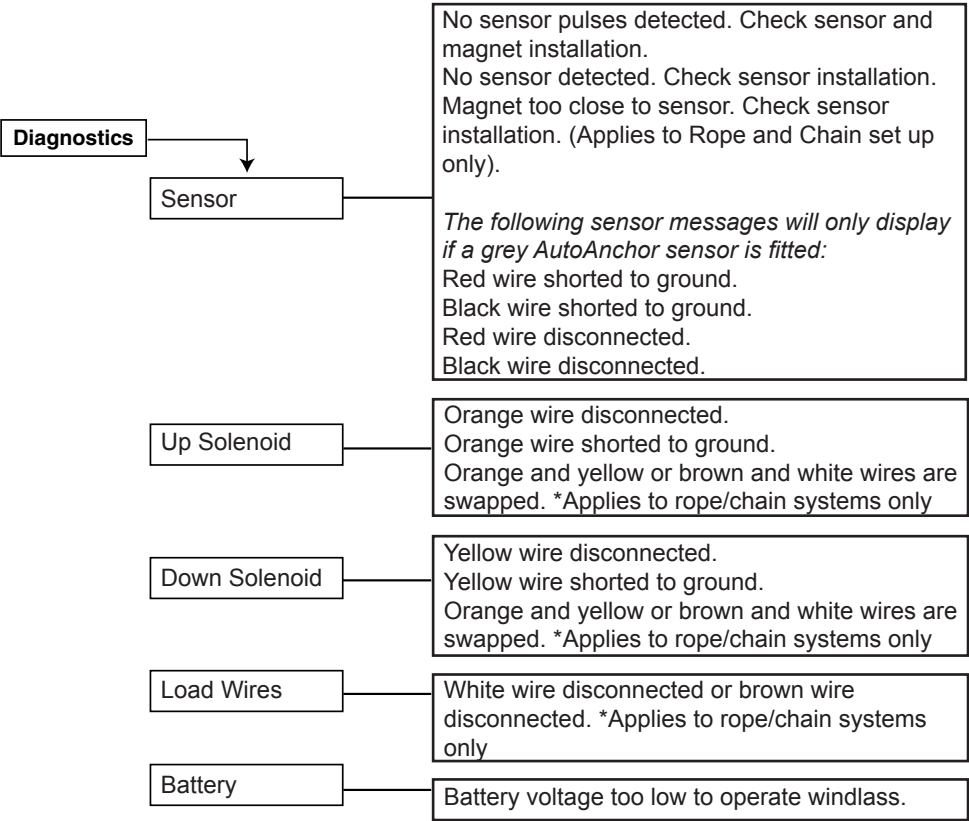 Diagnostics
Sensor
No sensor pulses detected. Check sensor and
magnet installation.
No sensor detected. Check sensor installation.
Magnet too close to sensor. Check sensor
installation. (Applies to Rope and Chain set up
only).
The following sensor messages will only display
if a grey AutoAnchor sensor is fitted:
Red wire shorted to ground.
Black wire shorted to ground.
Red wire disconnected.
Black wire disconnected.
Up Solenoid
Orange wire disconnected.
Orange wire shorted to ground.
Orange and yellow or brown and white wires are
swapped. *Applies to rope/chain systems only
Down Solenoid
Yellow wire disconnected.
Yellow wire shorted to ground.
Orange and yellow or brown and white wires are
swapped. *Applies to rope/chain systems only
Load Wires
White wire disconnected or brown wire
disconnected. *Applies to rope/chain systems
only
Battery
Battery voltage too low to operate windlass.